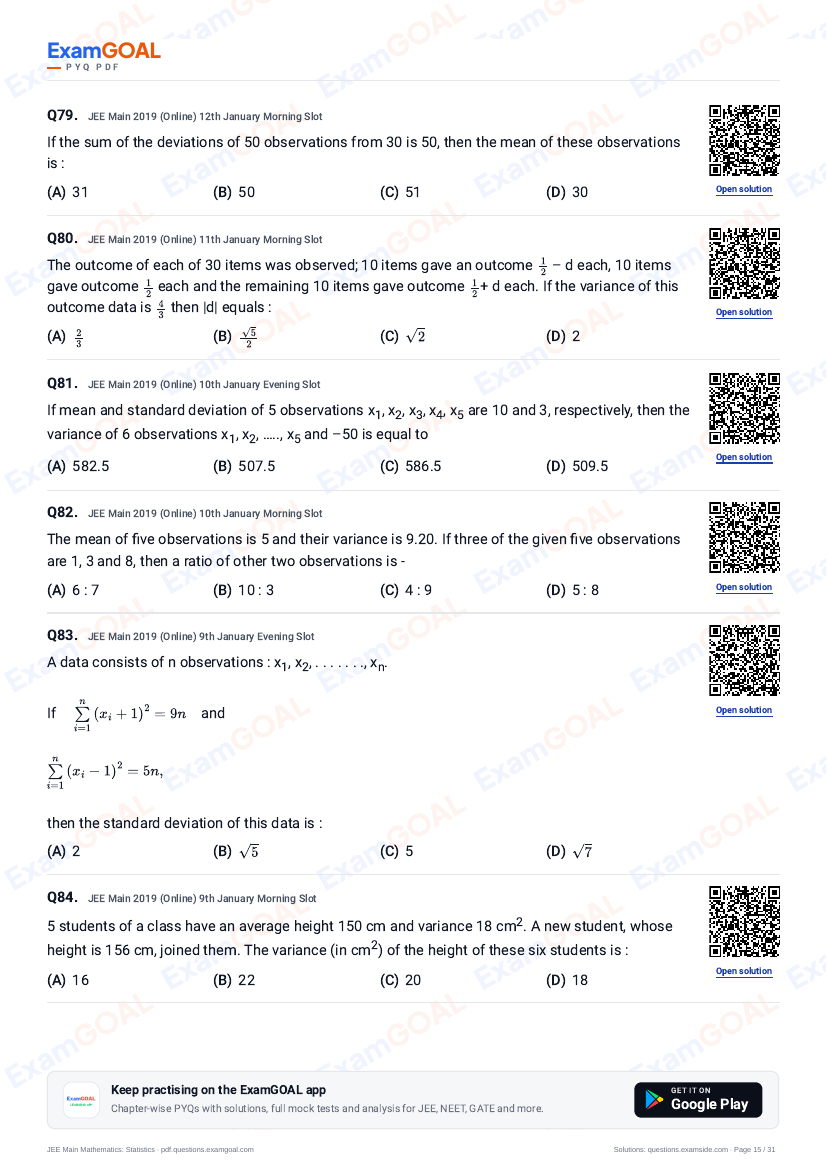 ExamGOAL
PYQ PDF
Q79. JEE Main 2019 (Online) 12th January Morning Slot
If the sum of the deviations of 50 observations from 30 is 50, then the mean of these observations
is :
(A) 31 (B) 50 (C) 51 (D) 30
Open solution
Q80. JEE Main 2019 (Online) 11th January Morning Slot
The outcome of each of 30 items was observed; 10 items gave an outcome 1/2 − d each, 10 items
gave outcome 1/2 each and the remaining 10 items gave outcome 1/2+ d each. If the variance of this
outcome data is 4/3 then |d| equals :
(A) 2/3 (B) √5/2 (C) √2 (D) 2
Open solution
Q81. JEE Main 2019 (Online) 10th January Evening Slot
If mean and standard deviation of 5 observations x₁, x₂, x₃, x₄, x₅ are 10 and 3, respectively, then the
variance of 6 observations x₁, x₂, ....., x₅ and −50 is equal to
(A) 582.5 (B) 507.5 (C) 586.5 (D) 509.5
Open solution
Q82. JEE Main 2019 (Online) 10th January Morning Slot
The mean of five observations is 5 and their variance is 9.20. If three of the given five observations
are 1, 3 and 8, then a ratio of other two observations is -
(A) 6 : 7 (B) 10 : 3 (C) 4 : 9 (D) 5 : 8
Open solution
Q83. JEE Main 2019 (Online) 9th January Evening Slot
A data consists of n observations : x₁, x₂, . . . . . . ., xₙ.
If ∑ᵢ₌₁ⁿ (xᵢ + 1)² = 9n and
∑ᵢ₌₁ⁿ (xᵢ − 1)² = 5n,
then the standard deviation of this data is :
(A) 2 (B) √5 (C) 5 (D) √7
Open solution
Q84. JEE Main 2019 (Online) 9th January Morning Slot
5 students of a class have an average height 150 cm and variance 18 cm². A new student, whose
height is 156 cm, joined them. The variance (in cm²) of the height of these six students is :
(A) 16 (B) 22 (C) 20 (D) 18
Open solution
ExamGOAL
Keep practising on the ExamGOAL app
Chapter-wise PYQs with solutions, full mock tests and analysis for JEE, NEET, GATE and more.
GET IT ON
Google Play
JEE Main Mathematics: Statistics · pdf.questions.examgoal.com
Solutions: questions.examside.com · Page 15 / 31